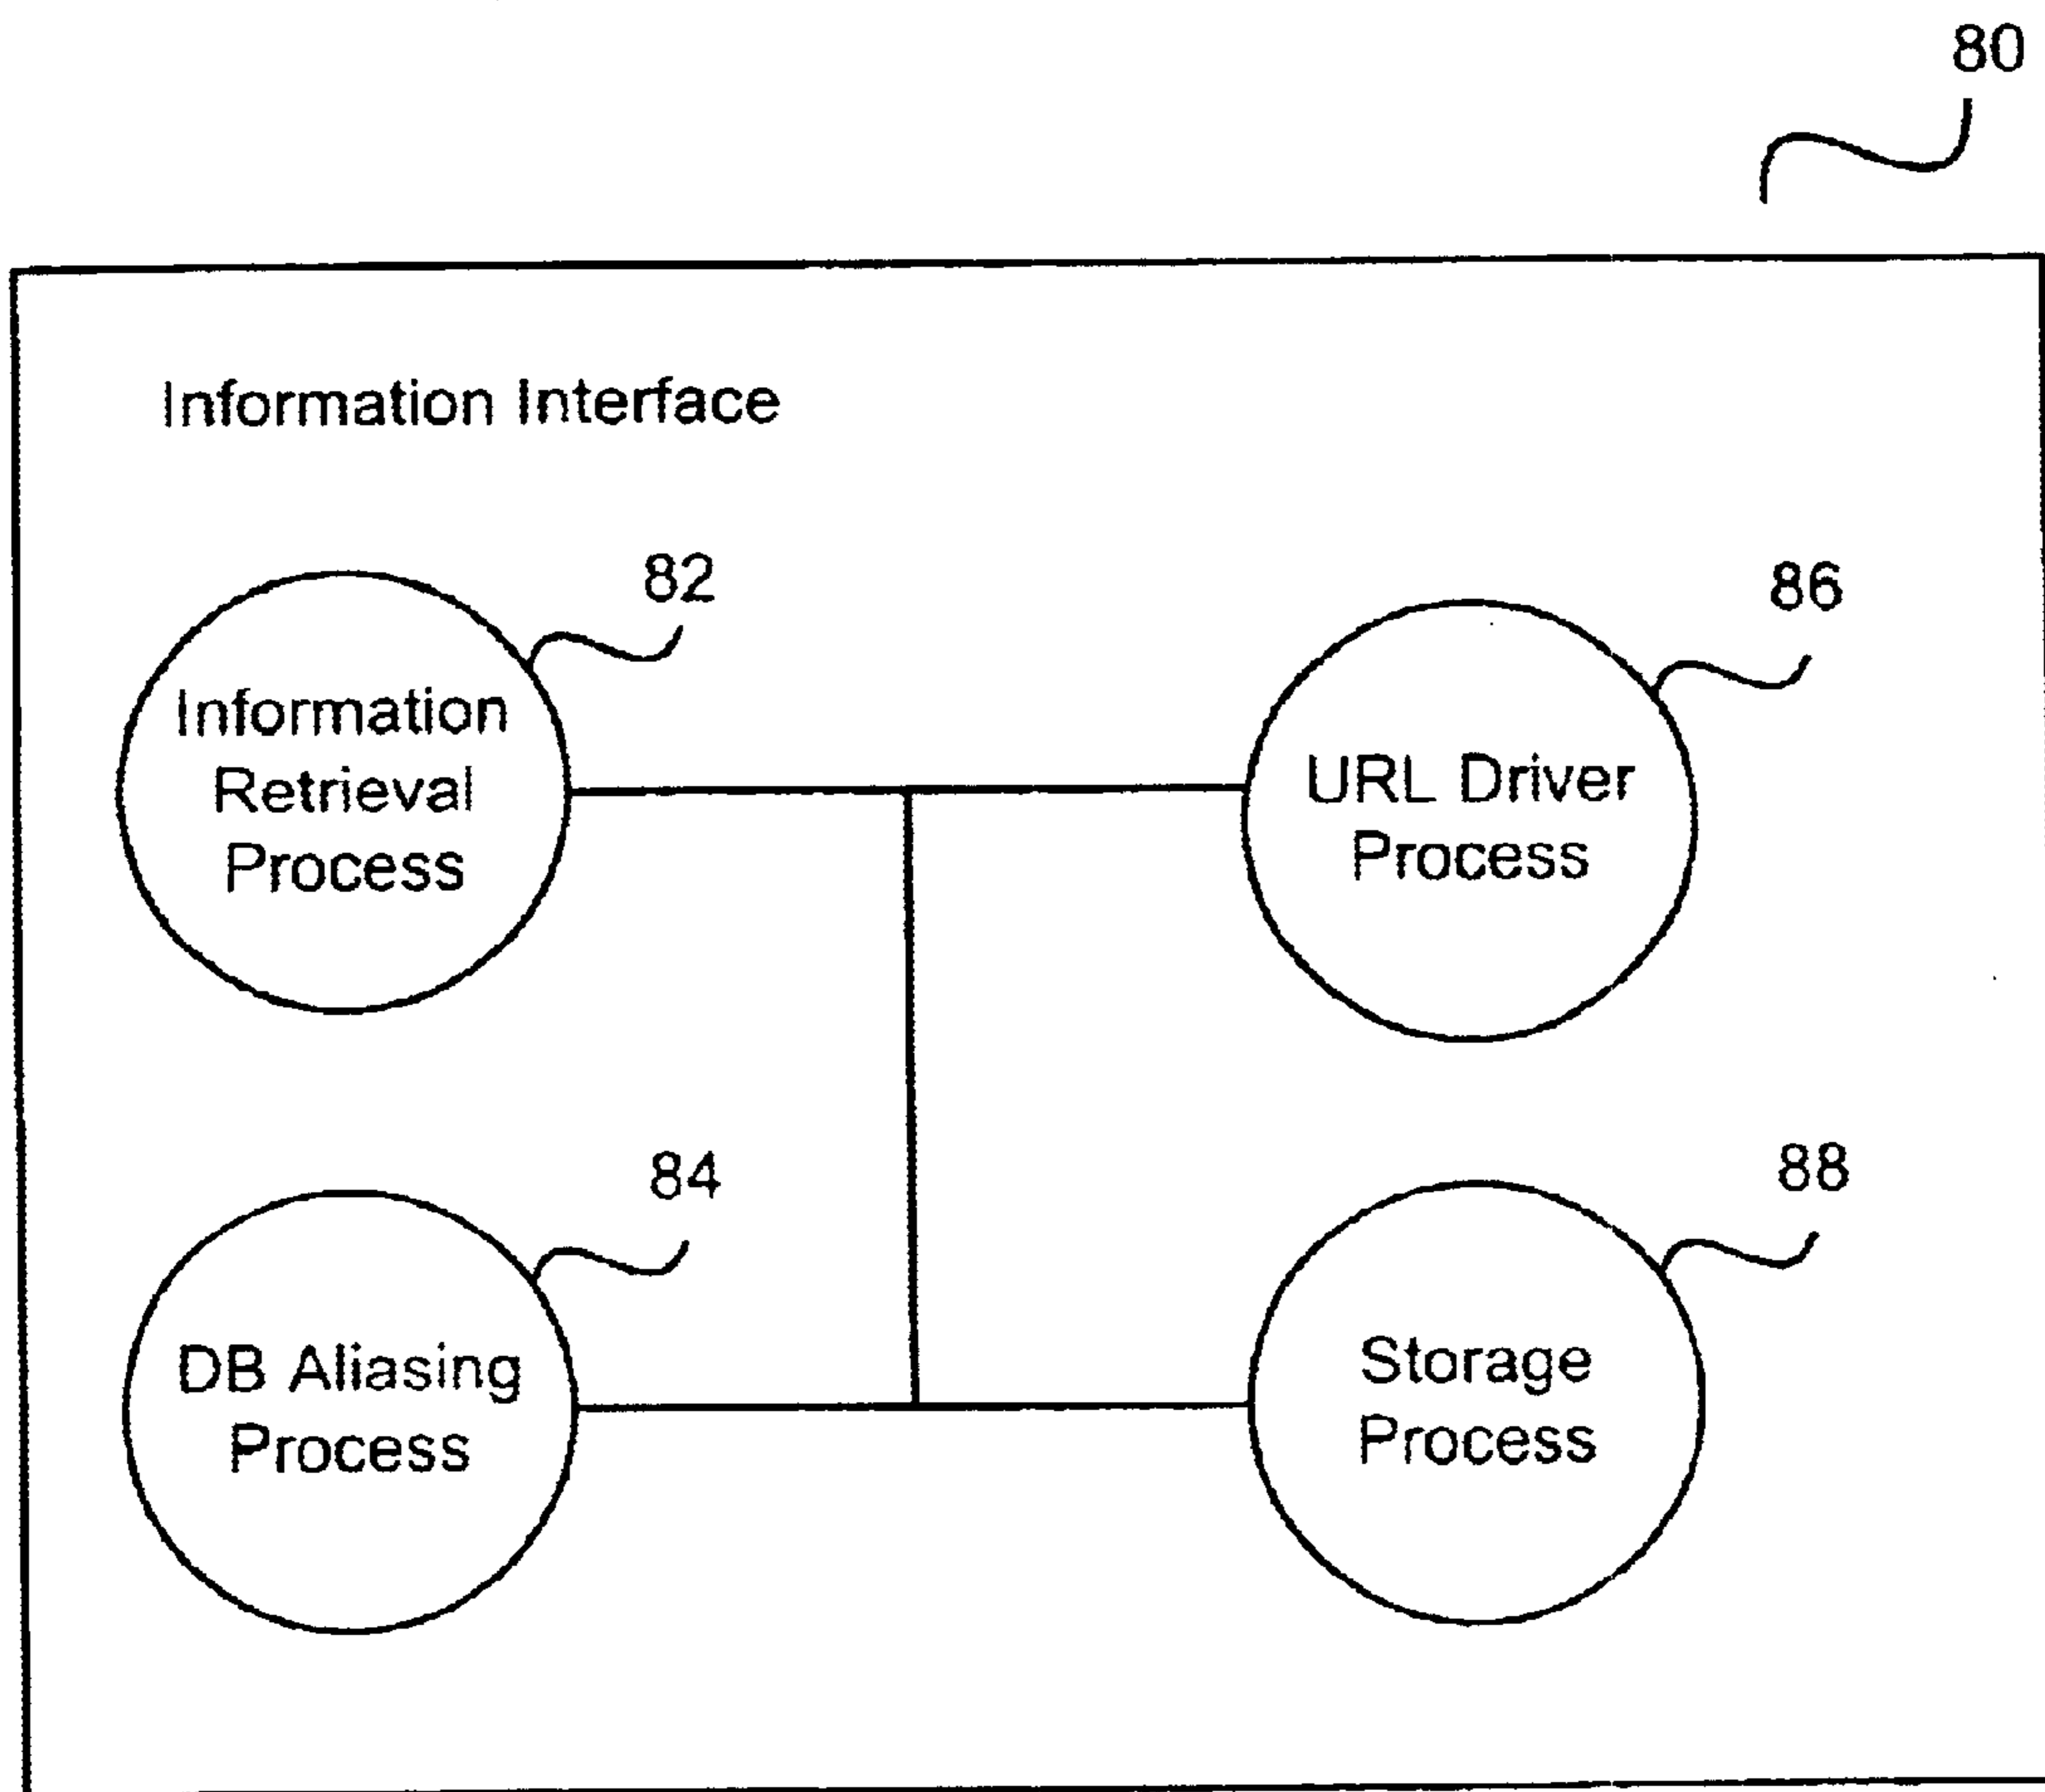 80
Information Interface
82
Information
Retrieval
Process
86
URL Driver
Process
84
DB Aliasing
Process
88
Storage
Process